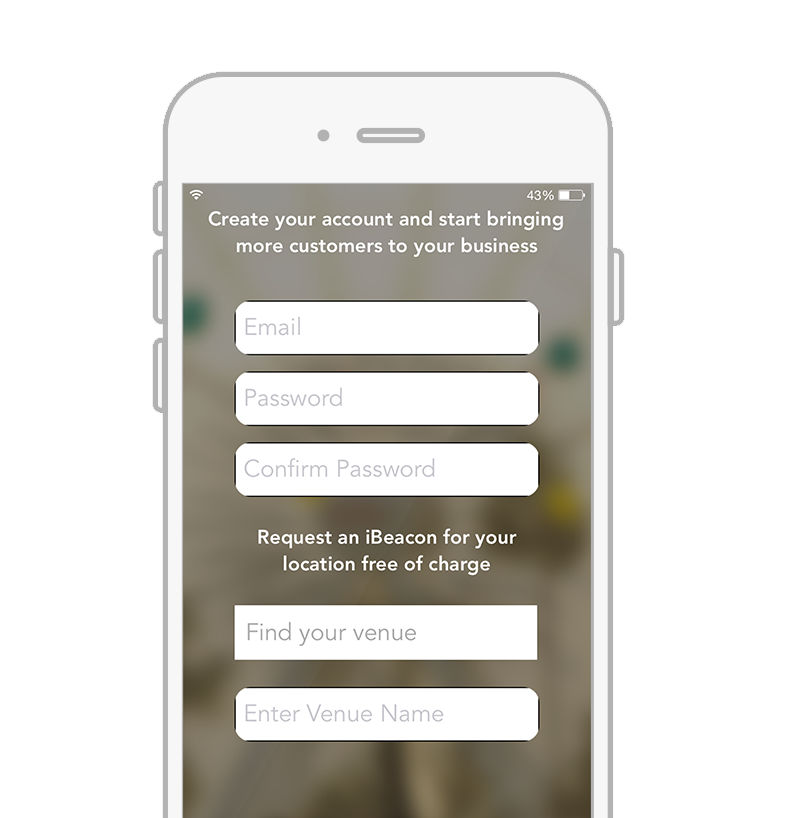 43%
Create your account and start bringing
more customers to your business
Email
Password
Confirm Password
Request an iBeacon for your
location free of charge
Find your venue
Enter Venue Name